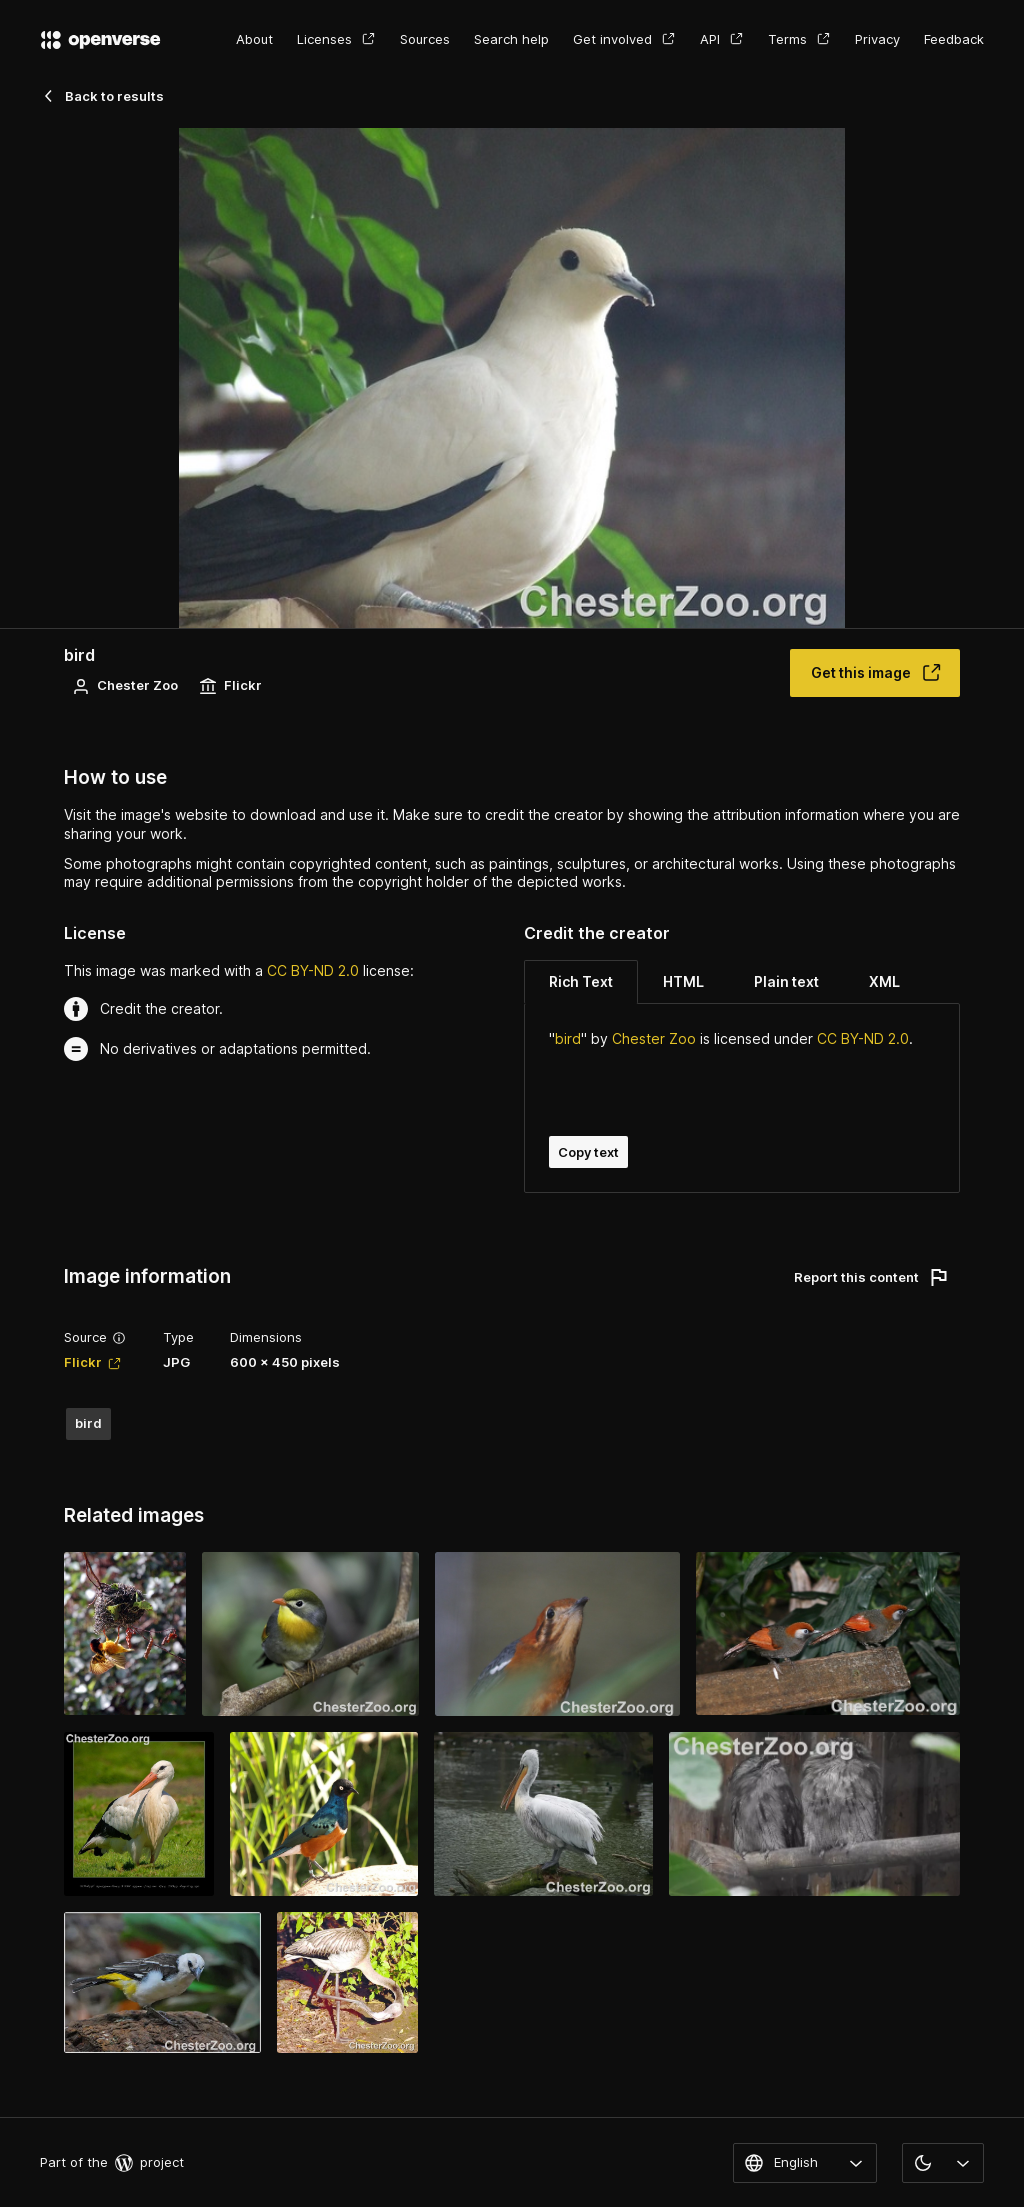 openverse
About
Licenses
Sources
Search help
Get involved
API
Terms
Privacy
Feedback
Back to results
ChesterZoo.org
bird
Chester Zoo
Flickr
Get this image
How to use
Visit the image's website to download and use it. Make sure to credit the creator by showing the attribution information where you are
sharing your work.
Some photographs might contain copyrighted content, such as paintings, sculptures, or architectural works. Using these photographs
may require additional permissions from the copyright holder of the depicted works.
License
This image was marked with a CC BY-ND 2.0 license:
Credit the creator.
No derivatives or adaptations permitted.
Credit the creator
Rich Text
HTML
Plain text
XML
"bird" by Chester Zoo is licensed under CC BY-ND 2.0.
Copy text
Image information
Report this content
Source
Type
Dimensions
Flickr
JPG
600 × 450 pixels
bird
Related images
ChesterZoo.org
ChesterZoo.org
ChesterZoo.org
ChesterZoo.org
ChesterZoo.org
ChesterZoo.org
ChesterZoo.org
ChesterZoo.org
ChesterZoo.org
Part of the
project
English